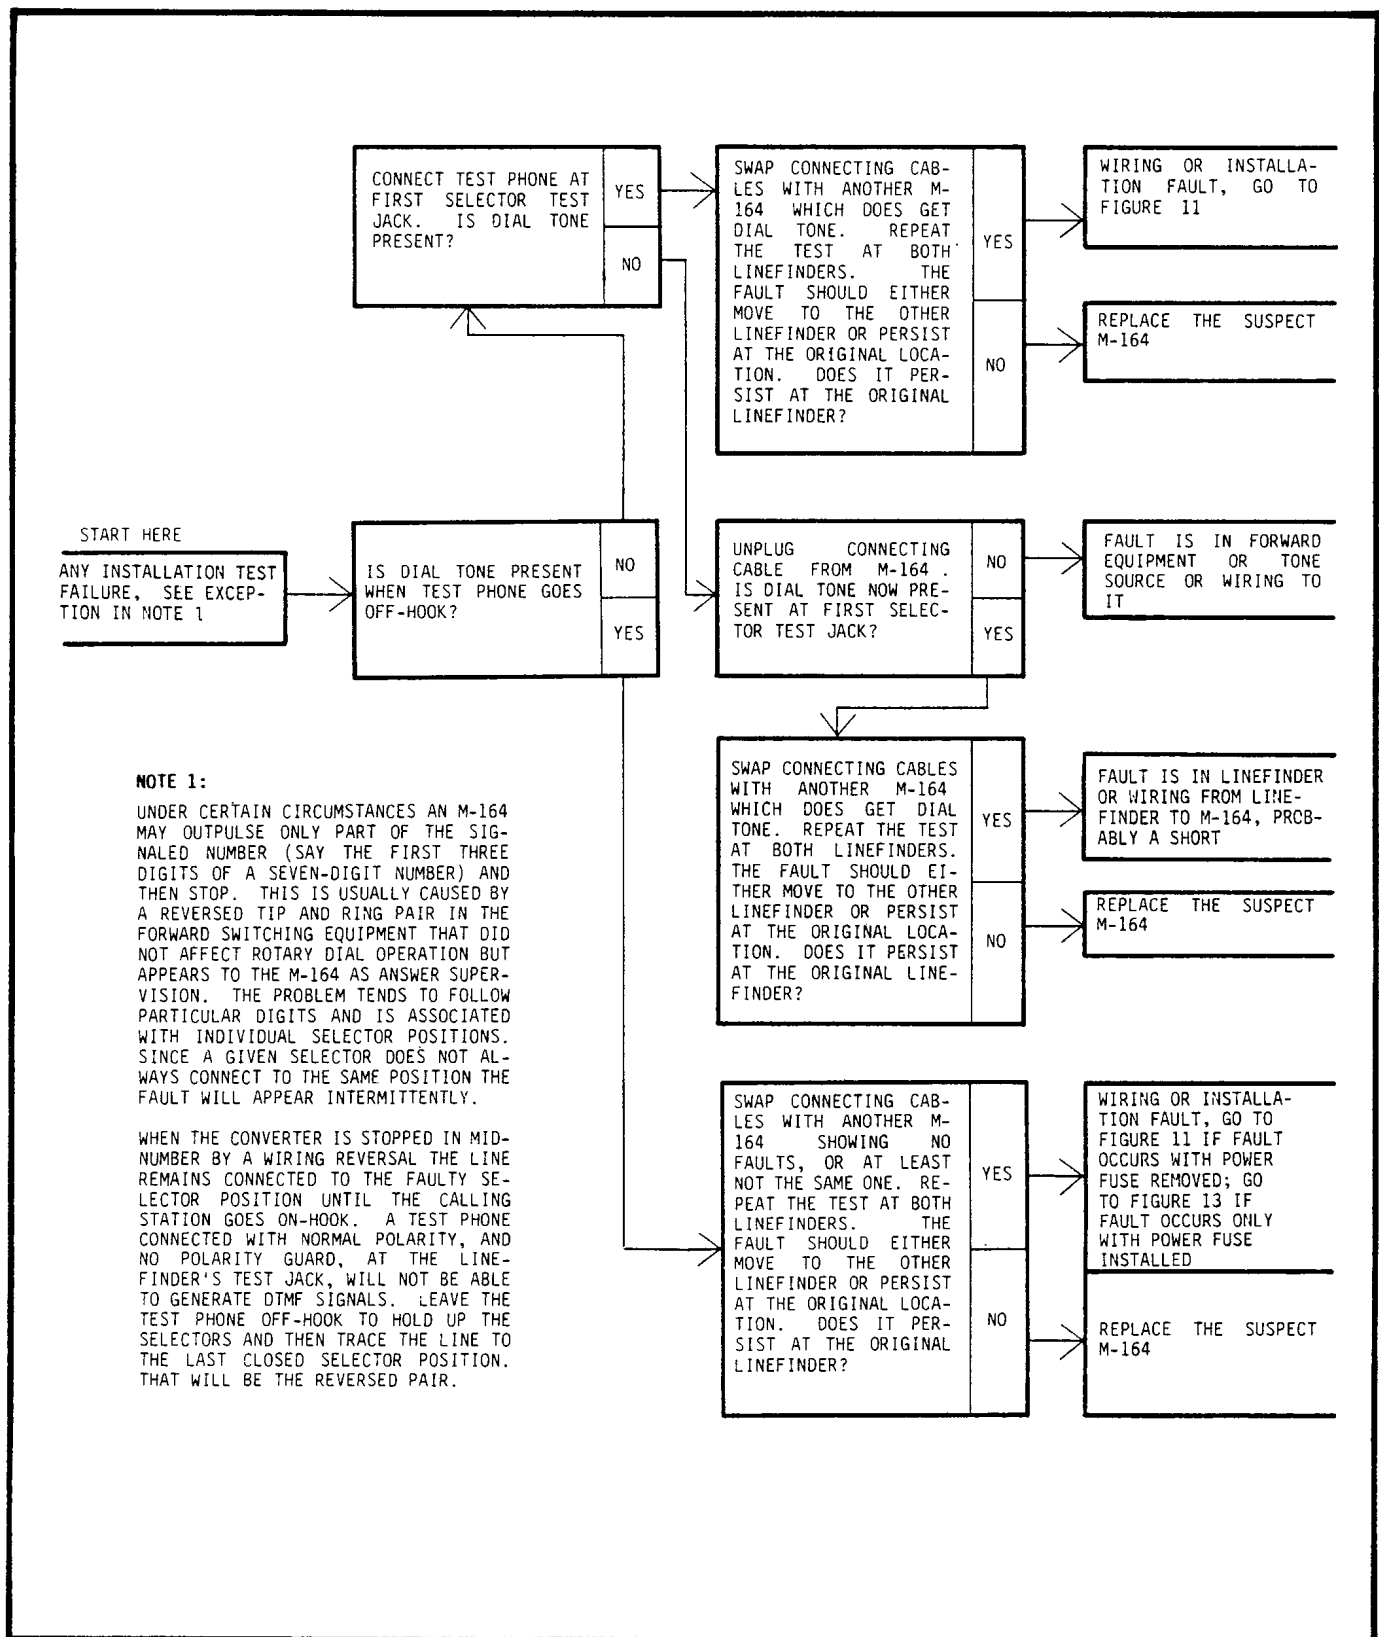 CONNECT TEST PHONE AT
FIRST SELECTOR TEST
JACK. IS DIAL TONE
PRESENT?
YES
NO
SWAP CONNECTING CAB-
LES WITH ANOTHER M-
164 WHICH DOES GET
DIAL TONE. REPEAT
THE TEST AT BOTH
LINEFINDERS. THE
FAULT SHOULD EITHER
MOVE TO THE OTHER
LINEFINDER OR PERSIST
AT THE ORIGINAL LOCA-
TION. DOES IT PER-
SIST AT THE ORIGINAL
LINEFINDER?
YES
NO
WIRING OR INSTALLA-
TION FAULT, GO TO
FIGURE 11
REPLACE THE SUSPECT
M-164
START HERE
ANY INSTALLATION TEST
FAILURE, SEE EXCEP-
TION IN NOTE 1
IS DIAL TONE PRESENT
WHEN TEST PHONE GOES
OFF-HOOK?
NO
YES
UNPLUG CONNECTING
CABLE FROM M-164.
IS DIAL TONE NOW PRE-
SENT AT FIRST SELEC-
TOR TEST JACK?
NO
YES
FAULT IS IN FORWARD
EQUIPMENT OR TONE
SOURCE OR WIRING TO
IT
SWAP CONNECTING CABLES
WITH ANOTHER M-164
WHICH DOES GET DIAL
TONE. REPEAT THE TEST
AT BOTH LINEFINDERS.
THE FAULT SHOULD EI-
THER MOVE TO THE OTHER
LINEFINDER OR PERSIST
AT THE ORIGINAL LOCA-
TION. DOES IT PERSIST
AT THE ORIGINAL LINE-
FINDER?
YES
NO
FAULT IS IN LINEFINDER
OR WIRING FROM LINE-
FINDER TO M-164, PROB-
ABLY A SHORT
REPLACE THE SUSPECT
M-164
NOTE 1:
UNDER CERTAIN CIRCUMSTANCES AN M-164
MAY OUTPULSE ONLY PART OF THE SIG-
NALED NUMBER (SAY THE FIRST THREE
DIGITS OF A SEVEN-DIGIT NUMBER) AND
THEN STOP. THIS IS USUALLY CAUSED BY
A REVERSED TIP AND RING PAIR IN THE
FORWARD SWITCHING EQUIPMENT THAT DID
NOT AFFECT ROTARY DIAL OPERATION BUT
APPEARS TO THE M-164 AS ANSWER SUPER-
VISION. THE PROBLEM TENDS TO FOLLOW
PARTICULAR DIGITS AND IS ASSOCIATED
WITH INDIVIDUAL SELECTOR POSITIONS.
SINCE A GIVEN SELECTOR DOES NOT AL-
WAYS CONNECT TO THE SAME POSITION THE
FAULT WILL APPEAR INTERMITTENTLY.
WHEN THE CONVERTER IS STOPPED IN MID-
NUMBER BY A WIRING REVERSAL THE LINE
REMAINS CONNECTED TO THE FAULTY SE-
LECTOR POSITION UNTIL THE CALLING
STATION GOES ON-HOOK. A TEST PHONE
CONNECTED WITH NORMAL POLARITY, AND
NO POLARITY GUARD, AT THE LINE-
FINDER'S TEST JACK, WILL NOT BE ABLE
TO GENERATE DTMF SIGNALS. LEAVE THE
TEST PHONE OFF-HOOK TO HOLD UP THE
SELECTORS AND THEN TRACE THE LINE TO
THE LAST CLOSED SELECTOR POSITION.
THAT WILL BE THE REVERSED PAIR.
SWAP CONNECTING CAB-
LES WITH ANOTHER M-
164 SHOWING NO
FAULTS, OR AT LEAST
NOT THE SAME ONE. RE-
PEAT THE TEST AT BOTH
LINEFINDERS. THE
FAULT SHOULD EITHER
MOVE TO THE OTHER
LINEFINDER OR PERSIST
AT THE ORIGINAL LOCA-
TION. DOES IT PER-
SIST AT THE ORIGINAL
LINEFINDER?
YES
NO
WIRING OR INSTALLA-
TION FAULT, GO TO
FIGURE 11 IF FAULT
OCCURS WITH POWER
FUSE REMOVED; GO
TO FIGURE 13 IF
FAULT OCCURS ONLY
WITH POWER FUSE
INSTALLED
REPLACE THE SUSPECT
M-164